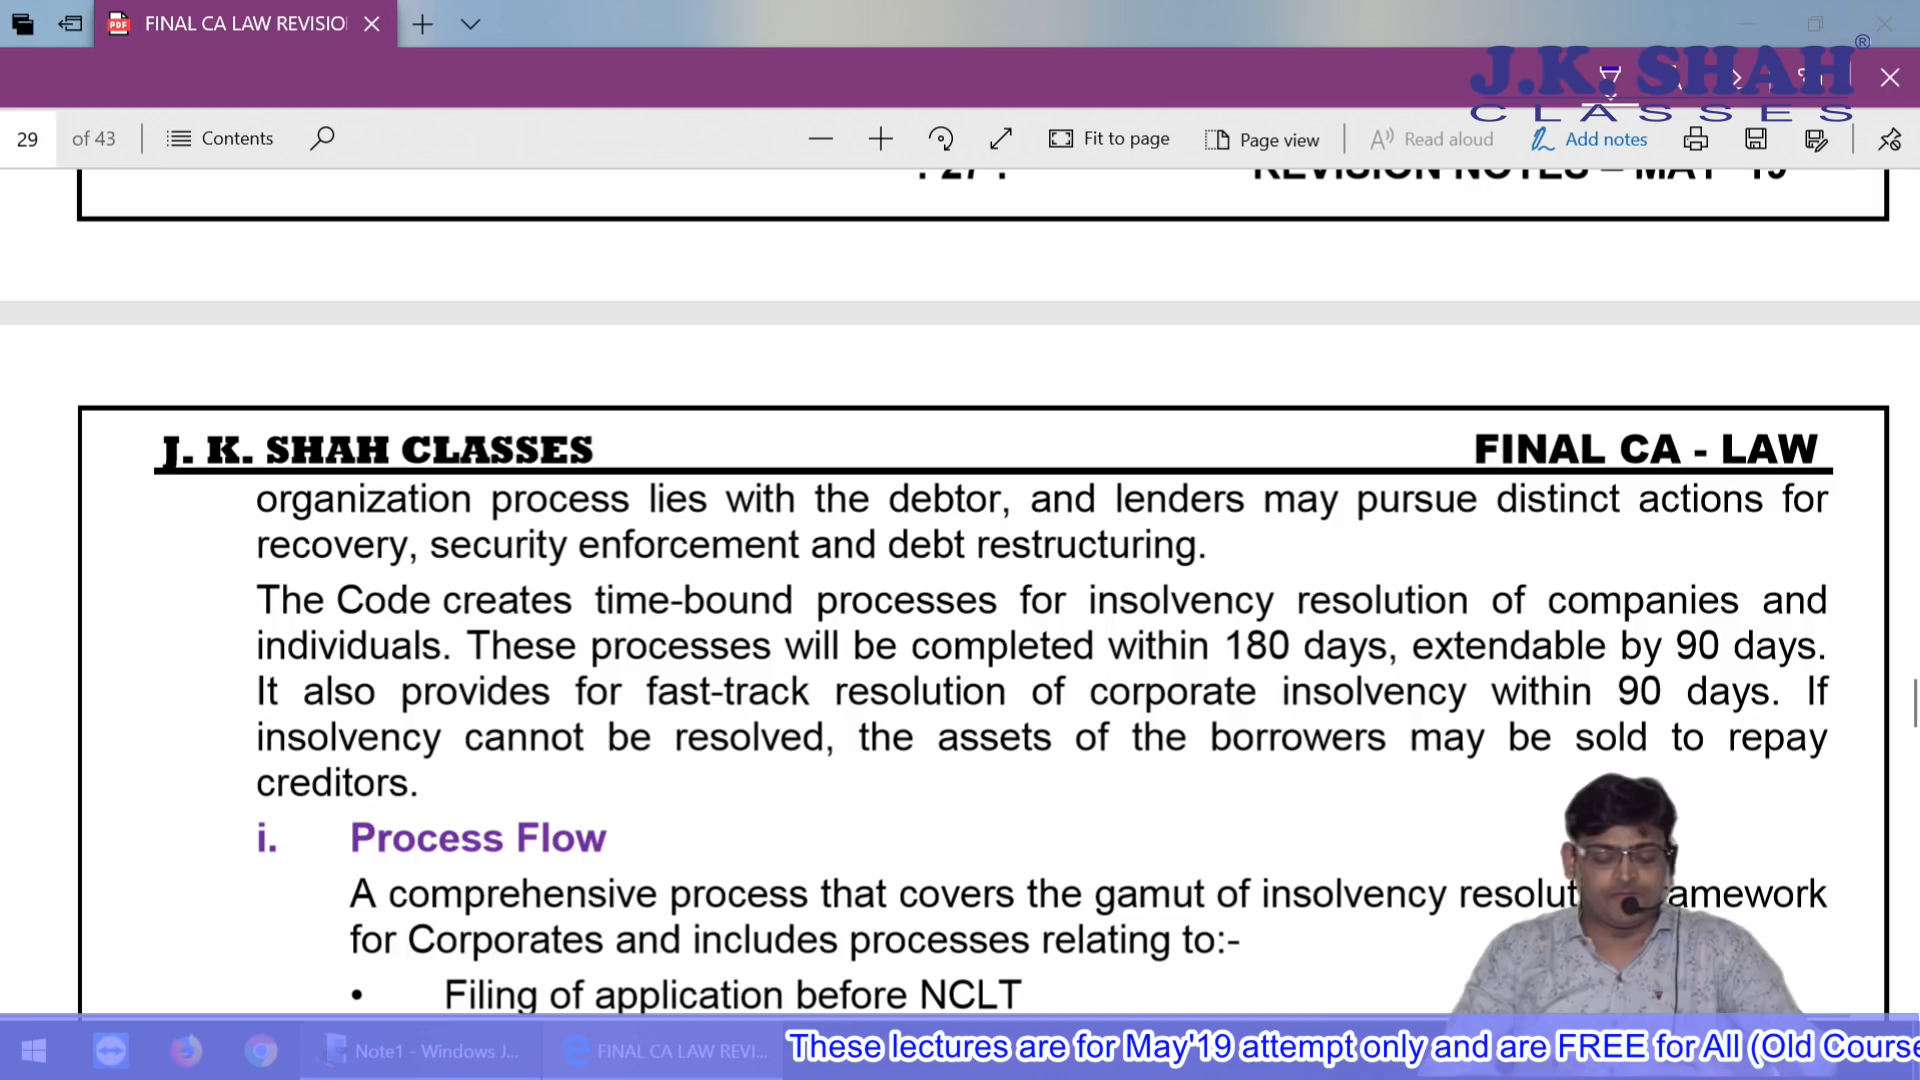 FINAL CA LAW REVISIO
J.K. SHAH ®
CLASSES
29 of 43 Contents Fit to page Page view Read aloud Add notes
: 27 : REVISION NOTES – MAY '19
J. K. SHAH CLASSES FINAL CA - LAW
organization process lies with the debtor, and lenders may pursue distinct actions for
recovery, security enforcement and debt restructuring.
The Code creates time-bound processes for insolvency resolution of companies and
individuals. These processes will be completed within 180 days, extendable by 90 days.
It also provides for fast-track resolution of corporate insolvency within 90 days. If
insolvency cannot be resolved, the assets of the borrowers may be sold to repay
creditors.
i. Process Flow
A comprehensive process that covers the gamut of insolvency resolut amework
for Corporates and includes processes relating to:-
• Filing of application before NCLT
Note1 - Windows J... FINAL CA LAW REVI... These lectures are for May'19 attempt only and are FREE for All (Old Course